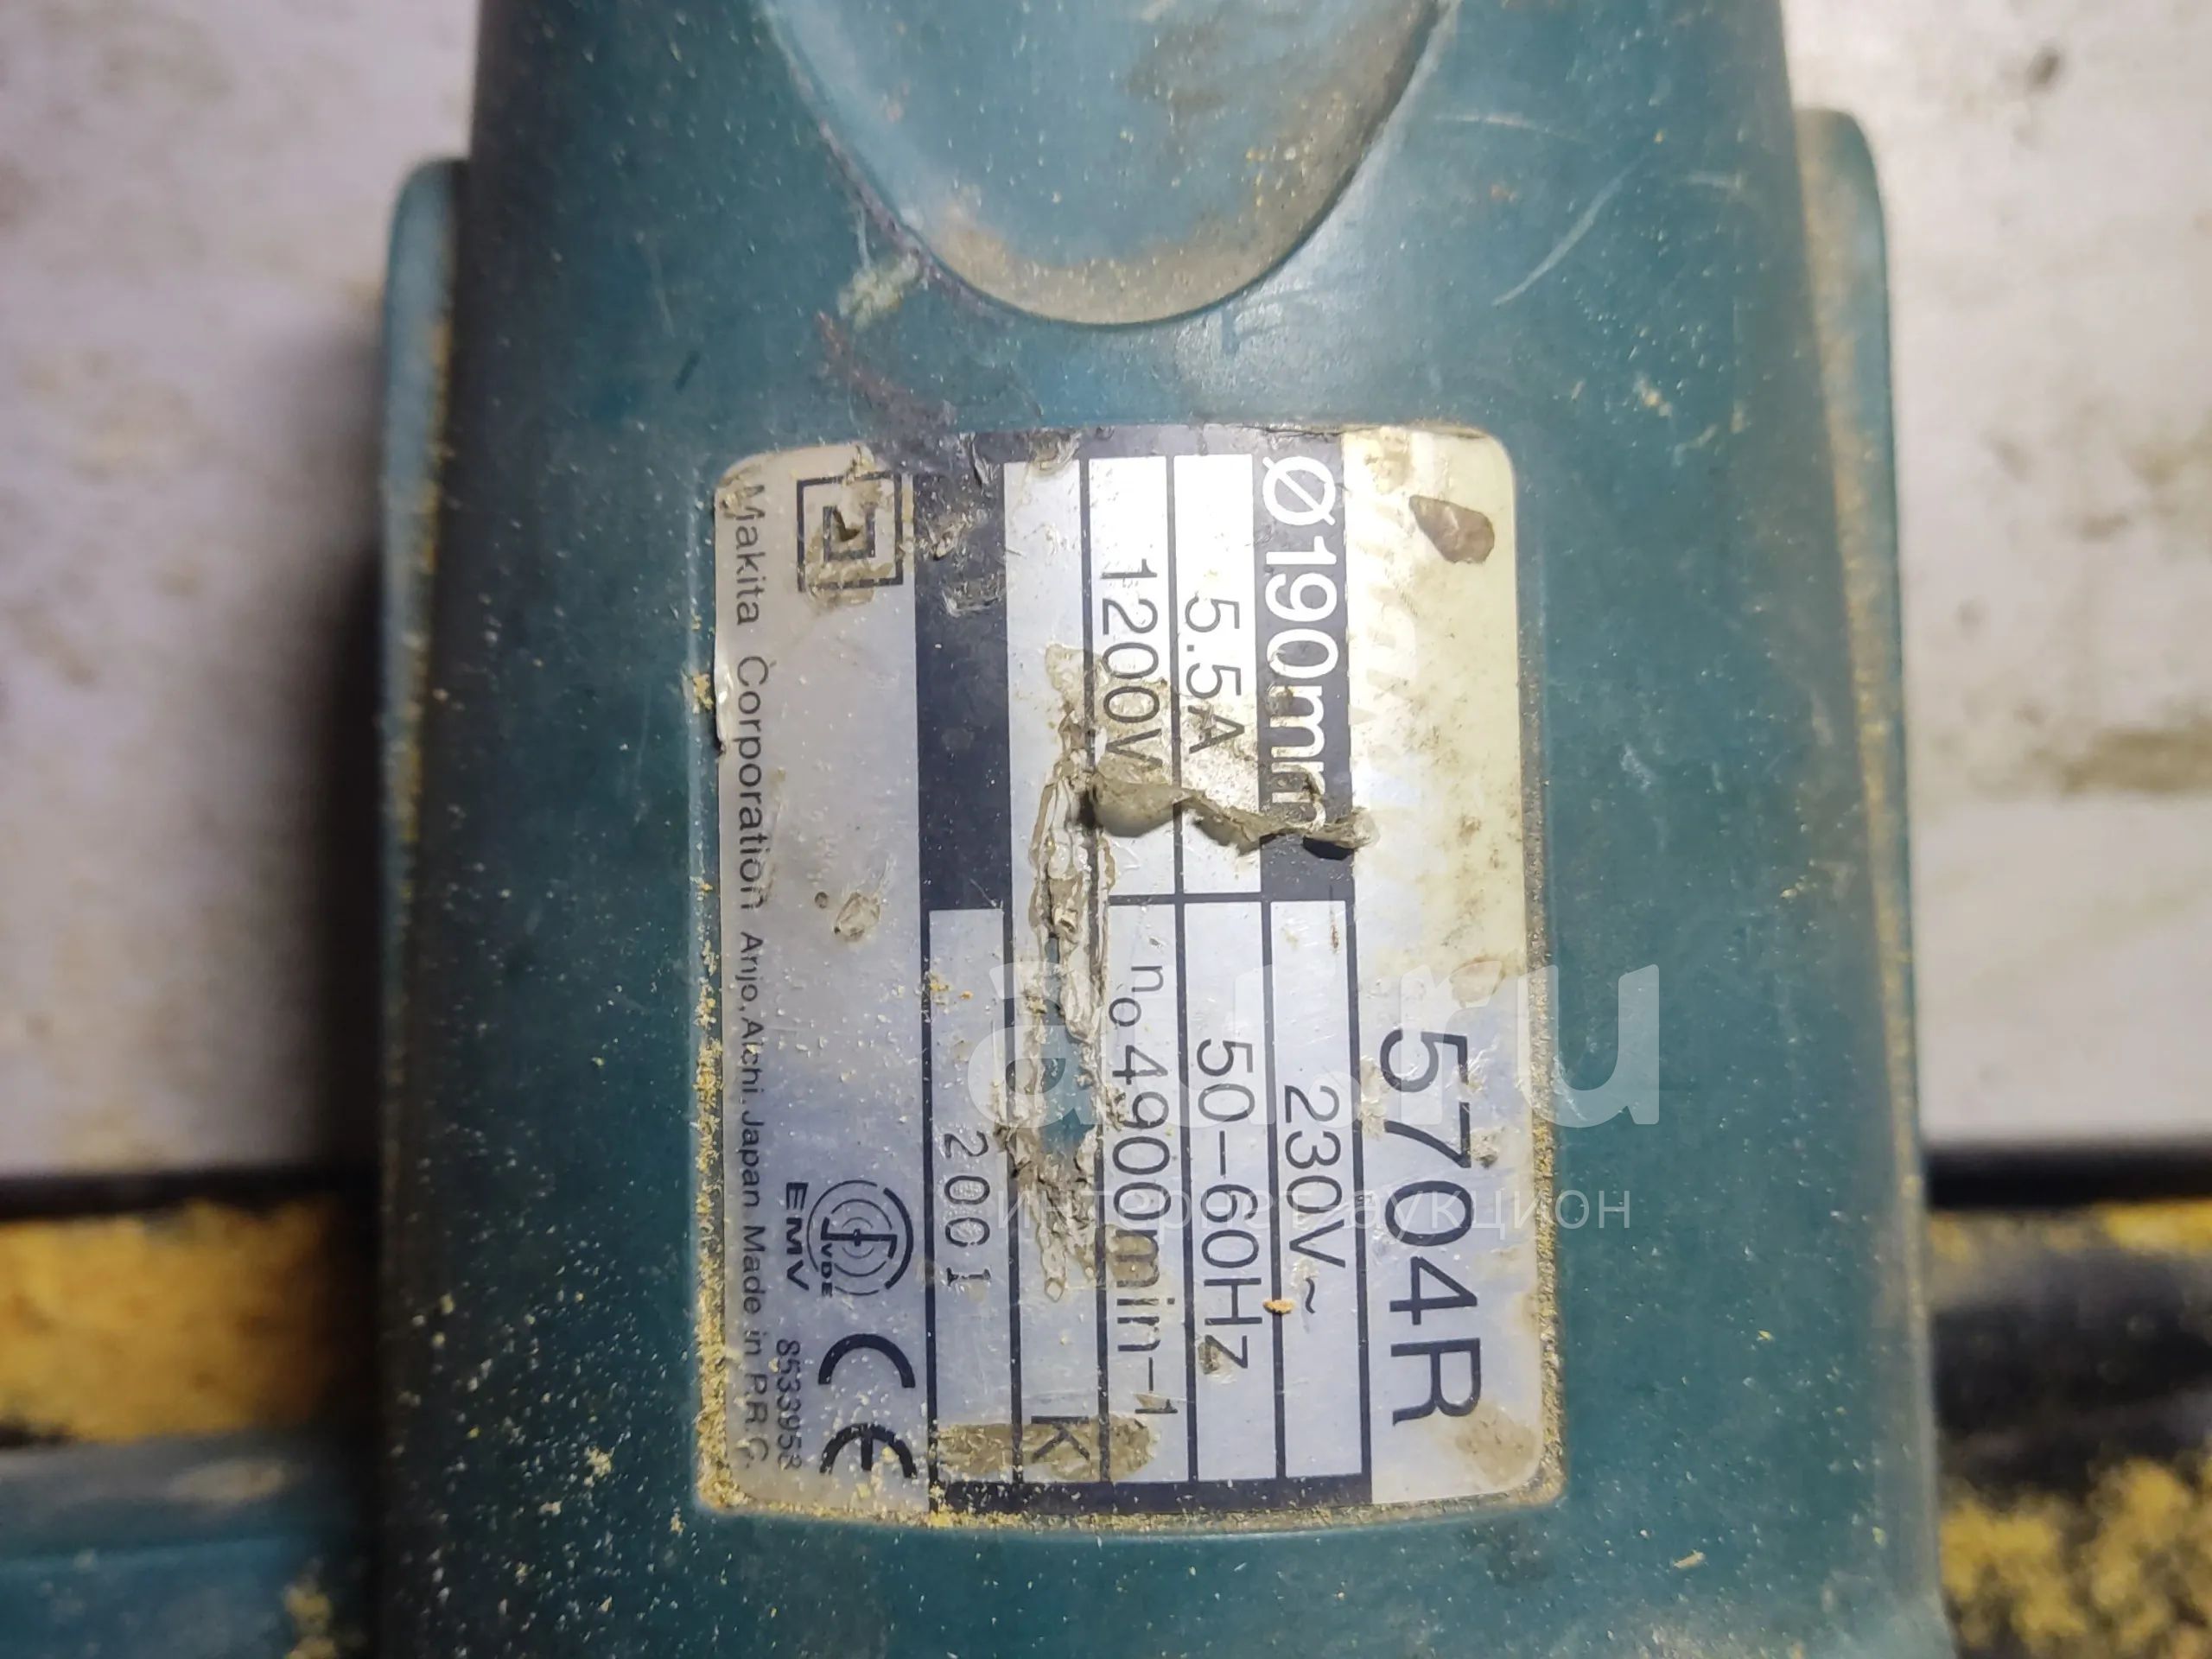 5704R
Ø190mm
230V~
5.5A
50-60Hz
1200W
n₀ 4900min-1
K
2001
VDE
EMV
CE
8533958
Makita Corporation Anjo, Aichi Japan Made in P.R.C.
au.ru
интернет аукцион